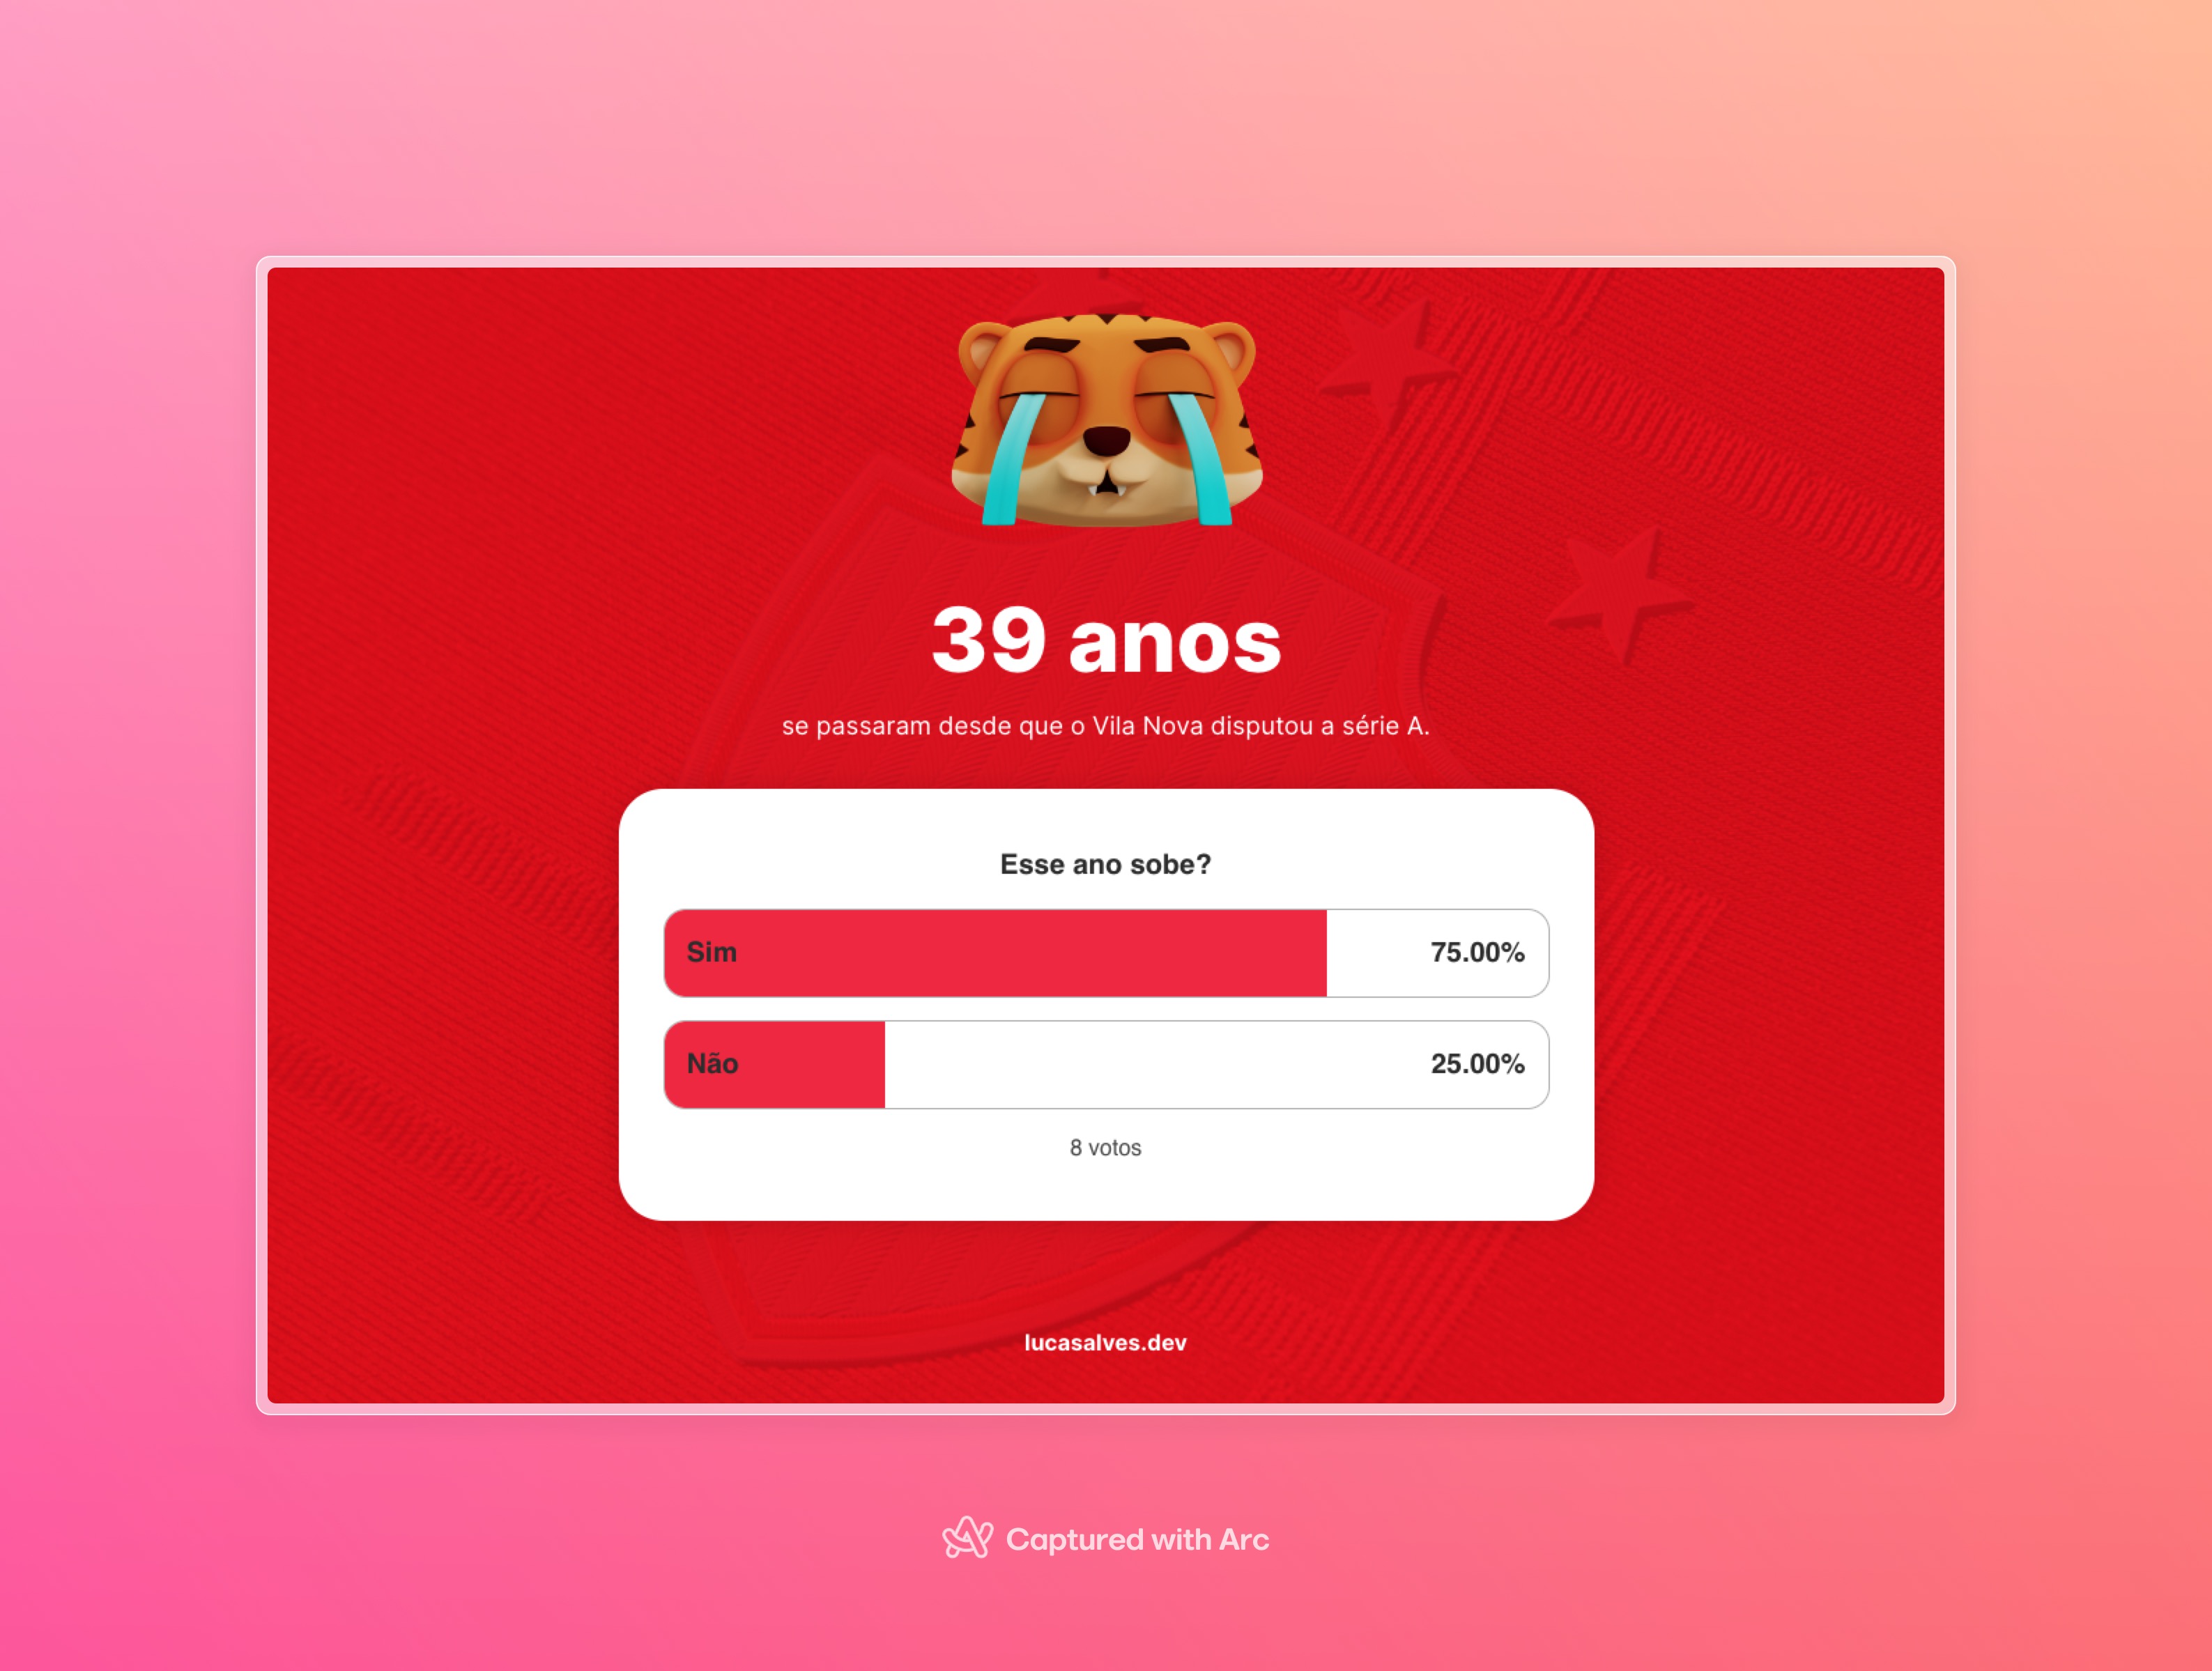 39 anos
se passaram desde que o Vila Nova disputou a série A.
Esse ano sobe?
Sim 75.00%
Não 25.00%
8 votos
lucasalves.dev
Captured with Arc